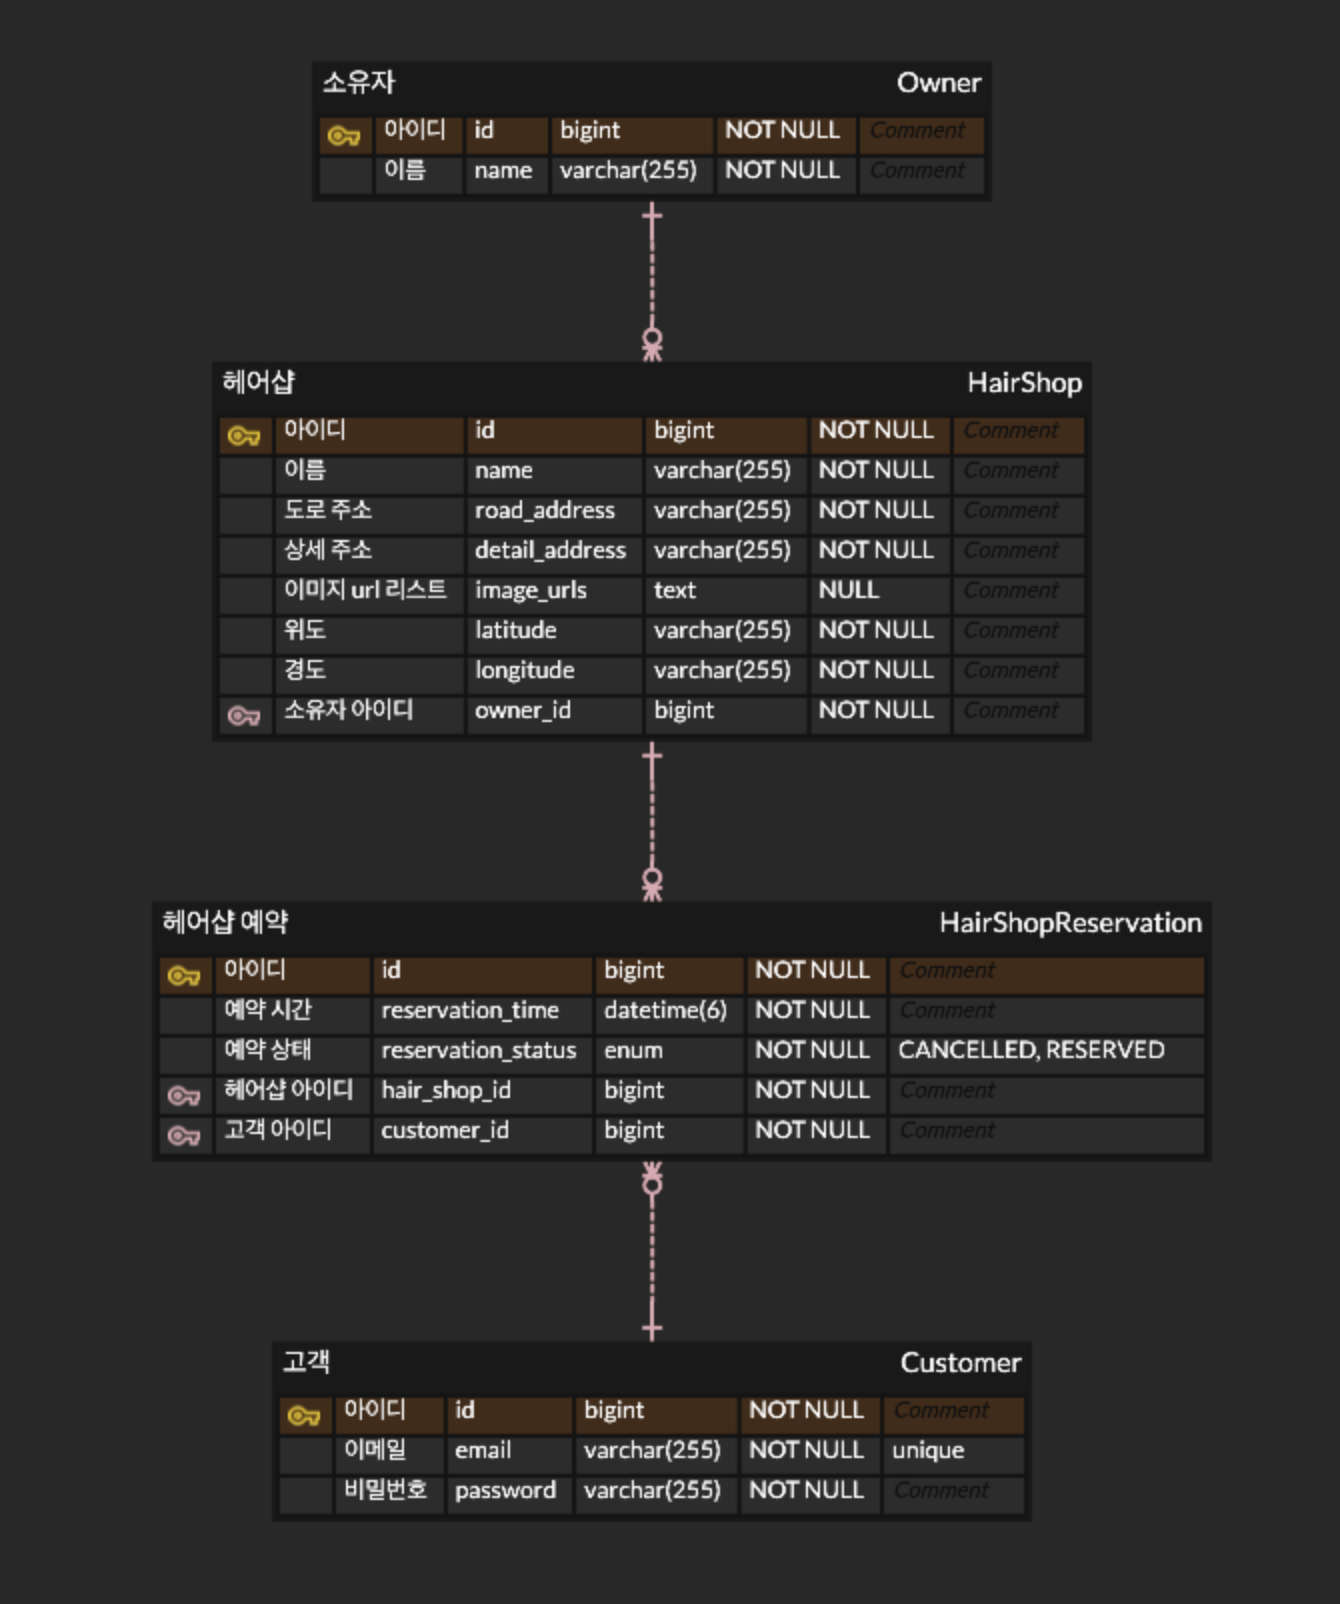 소유자 Owner
아이디 id bigint NOT NULL Comment
이름 name varchar(255) NOT NULL Comment
헤어샵 HairShop
아이디 id bigint NOT NULL Comment
이름 name varchar(255) NOT NULL Comment
도로 주소 road_address varchar(255) NOT NULL Comment
상세 주소 detail_address varchar(255) NOT NULL Comment
이미지 url 리스트 image_urls text NULL Comment
위도 latitude varchar(255) NOT NULL Comment
경도 longitude varchar(255) NOT NULL Comment
소유자 아이디 owner_id bigint NOT NULL Comment
헤어샵 예약 HairShopReservation
아이디 id bigint NOT NULL Comment
예약 시간 reservation_time datetime(6) NOT NULL Comment
예약 상태 reservation_status enum NOT NULL CANCELLED, RESERVED
헤어샵 아이디 hair_shop_id bigint NOT NULL Comment
고객 아이디 customer_id bigint NOT NULL Comment
고객 Customer
아이디 id bigint NOT NULL Comment
이메일 email varchar(255) NOT NULL unique
비밀번호 password varchar(255) NOT NULL Comment